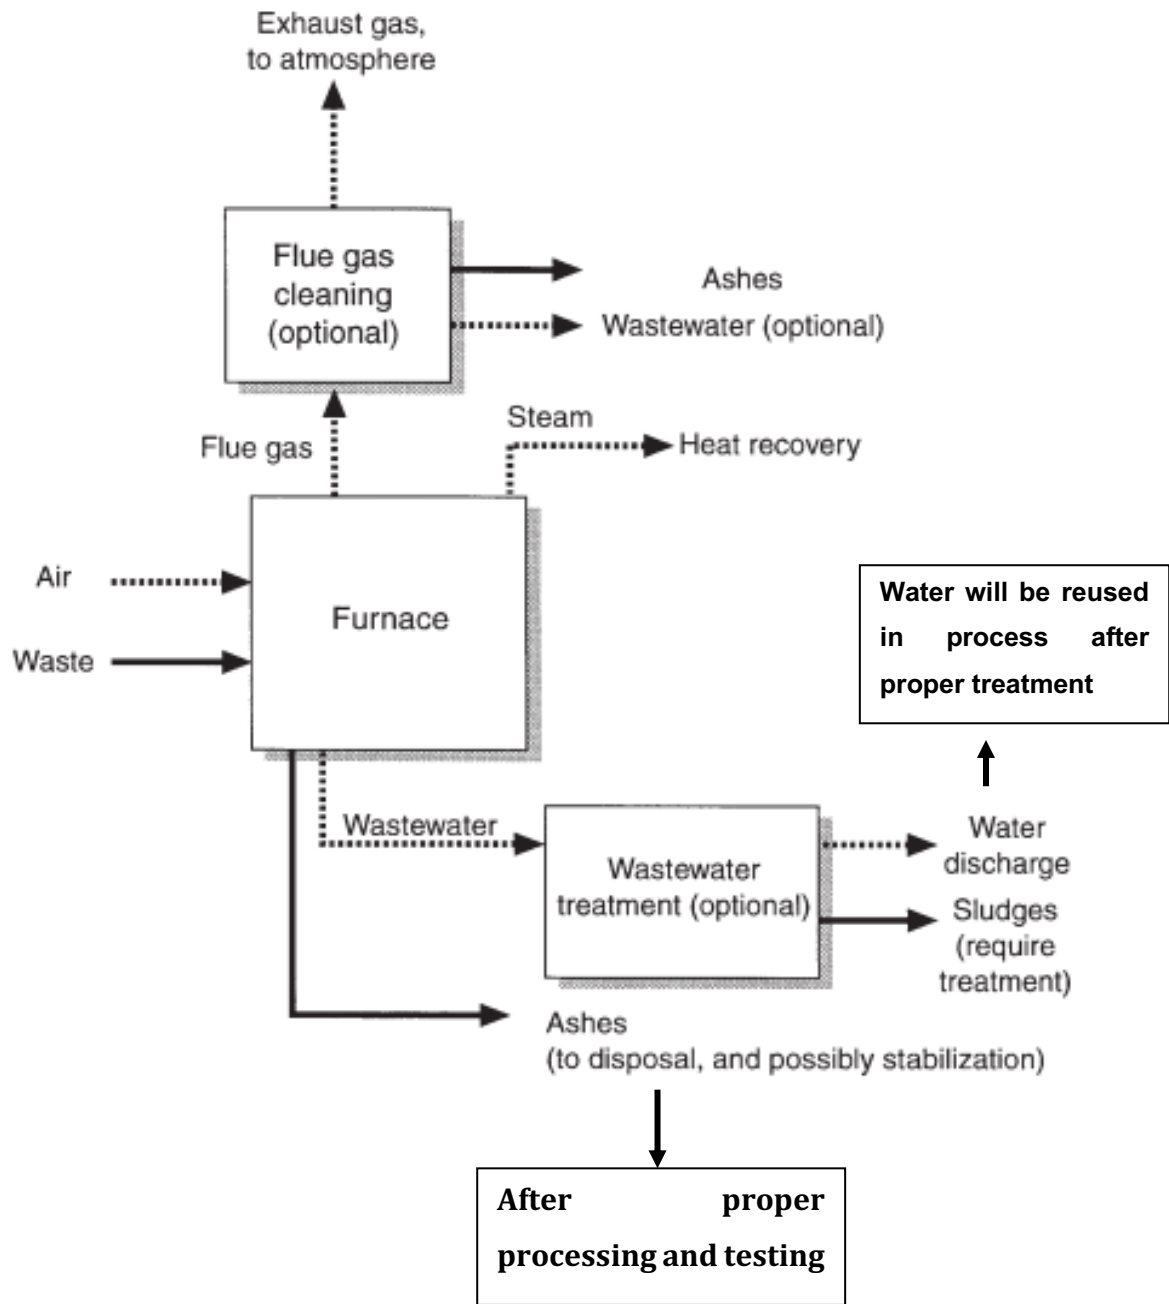 Exhaust gas,
to atmosphere
Flue gas
cleaning
(optional)
Ashes
Wastewater (optional)
Steam
Flue gas
Heat recovery
Air
Furnace
Waste
Water will be reused
in process after
proper treatment
Wastewater
Wastewater
treatment (optional)
Water
discharge
Sludges
(require
treatment)
Ashes
(to disposal, and possibly stabilization)
After proper
processing and testing